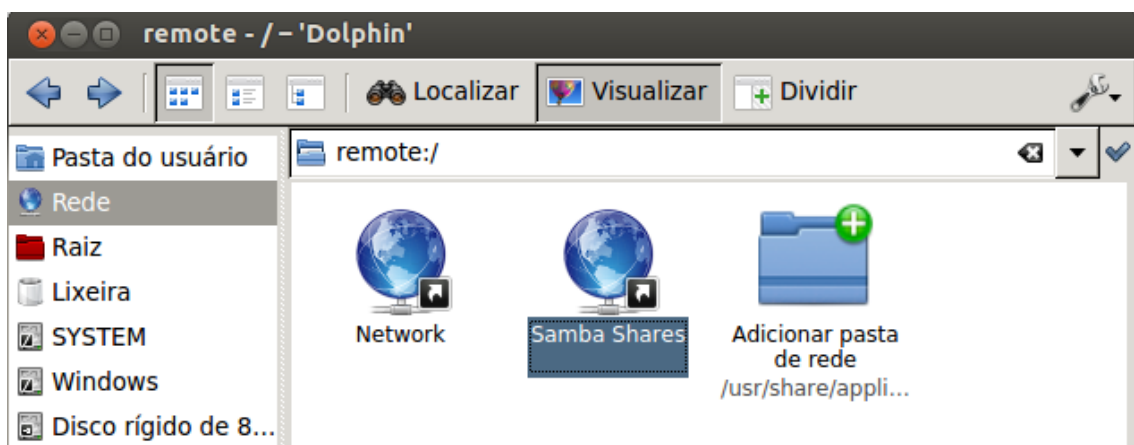 remote - / – 'Dolphin'
Localizar Visualizar Dividir
remote:/
Pasta do usuário
Rede
Raiz
Lixeira
SYSTEM
Windows
Disco rígido de 8...
Network
Samba Shares
Adicionar pasta
de rede
/usr/share/appli...